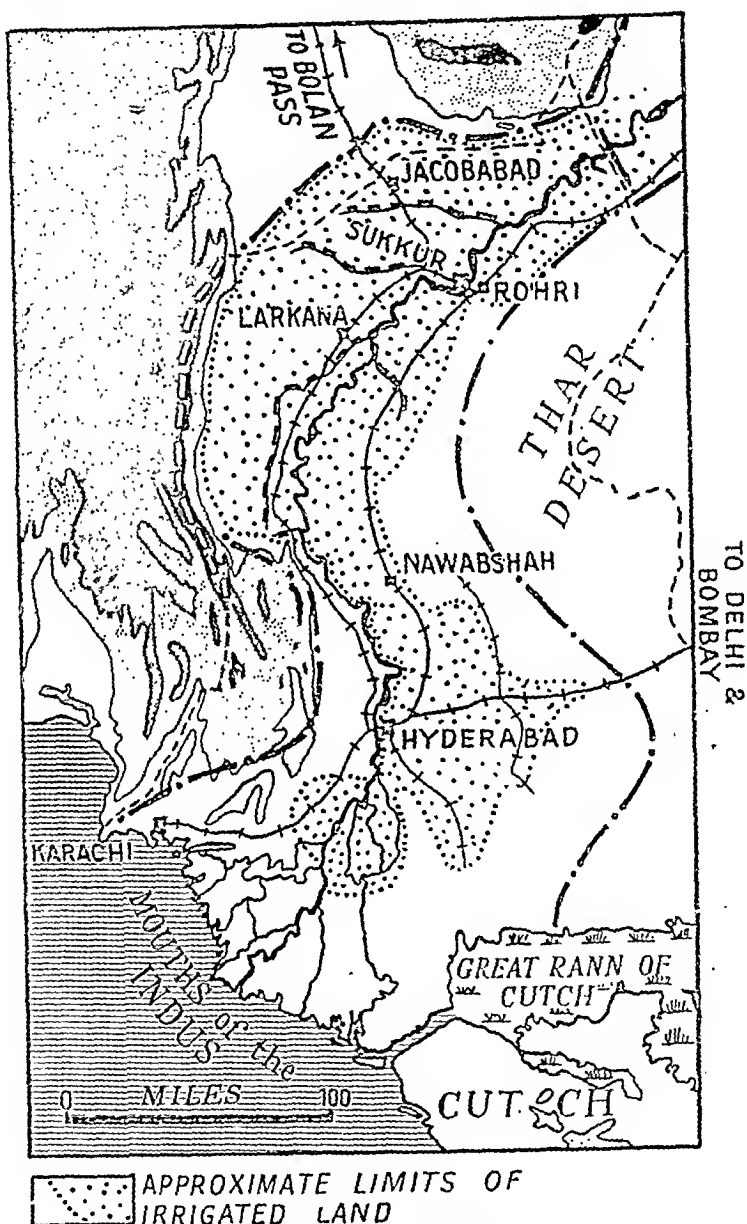 TO BOLAN
PASS
JACOBABAD
SUKKUR
ROHRI
LARKANA
THAR
DESERT
NAWABSHAH
TO DELHI &
BOMBAY
HYDERABAD
KARACHI
MOUTHS of the
INDUS
GREAT RANN OF
CUTCH
0 MILES 100
CUTCH
APPROXIMATE LIMITS OF
IRRIGATED LAND